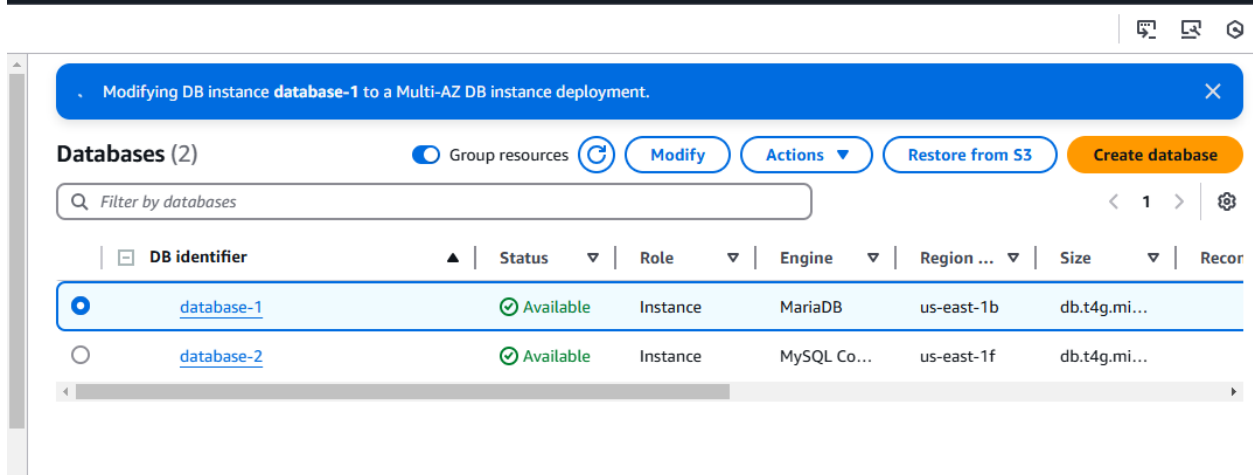 Modifying DB instance database-1 to a Multi-AZ DB instance deployment.
Databases (2) Group resources Modify Actions Restore from S3 Create database
Filter by databases 1
DB identifier Status Role Engine Region ... Size Recor
database-1 Available Instance MariaDB us-east-1b db.t4g.mi...
database-2 Available Instance MySQL Co... us-east-1f db.t4g.mi...